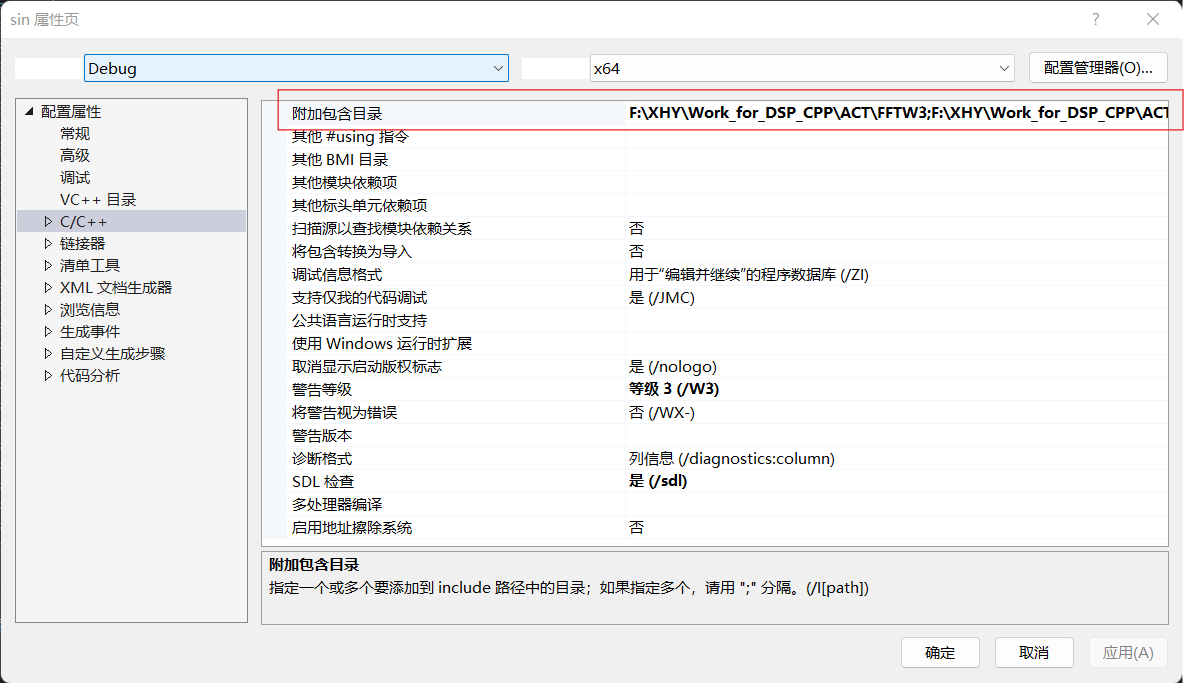 sin 属性页
?
Debug
x64
配置管理器(O)...
配置属性
常规
高级
调试
VC++ 目录
C/C++
链接器
清单工具
XML 文档生成器
浏览信息
生成事件
自定义生成步骤
代码分析
附加包含目录 F:\XHY\Work_for_DSP_CPP\ACT\FFTW3;F:\XHY\Work_for_DSP_CPP\ACT
其他 #using 指令
其他 BMI 目录
其他模块依赖项
其他标头单元依赖项
扫描源以查找模块依赖关系 否
将包含转换为导入 否
调试信息格式 用于“编辑并继续”的程序数据库 (/ZI)
支持仅我的代码调试 是 (/JMC)
公共语言运行时支持
使用 Windows 运行时扩展
取消显示启动版权标志 是 (/nologo)
警告等级 等级 3 (/W3)
将警告视为错误 否 (/WX-)
警告版本
诊断格式 列信息 (/diagnostics:column)
SDL 检查 是 (/sdl)
多处理器编译
启用地址擦除系统 否
附加包含目录
指定一个或多个要添加到 include 路径中的目录；如果指定多个，请用 ";" 分隔。(/I[path])
确定
取消
应用(A)